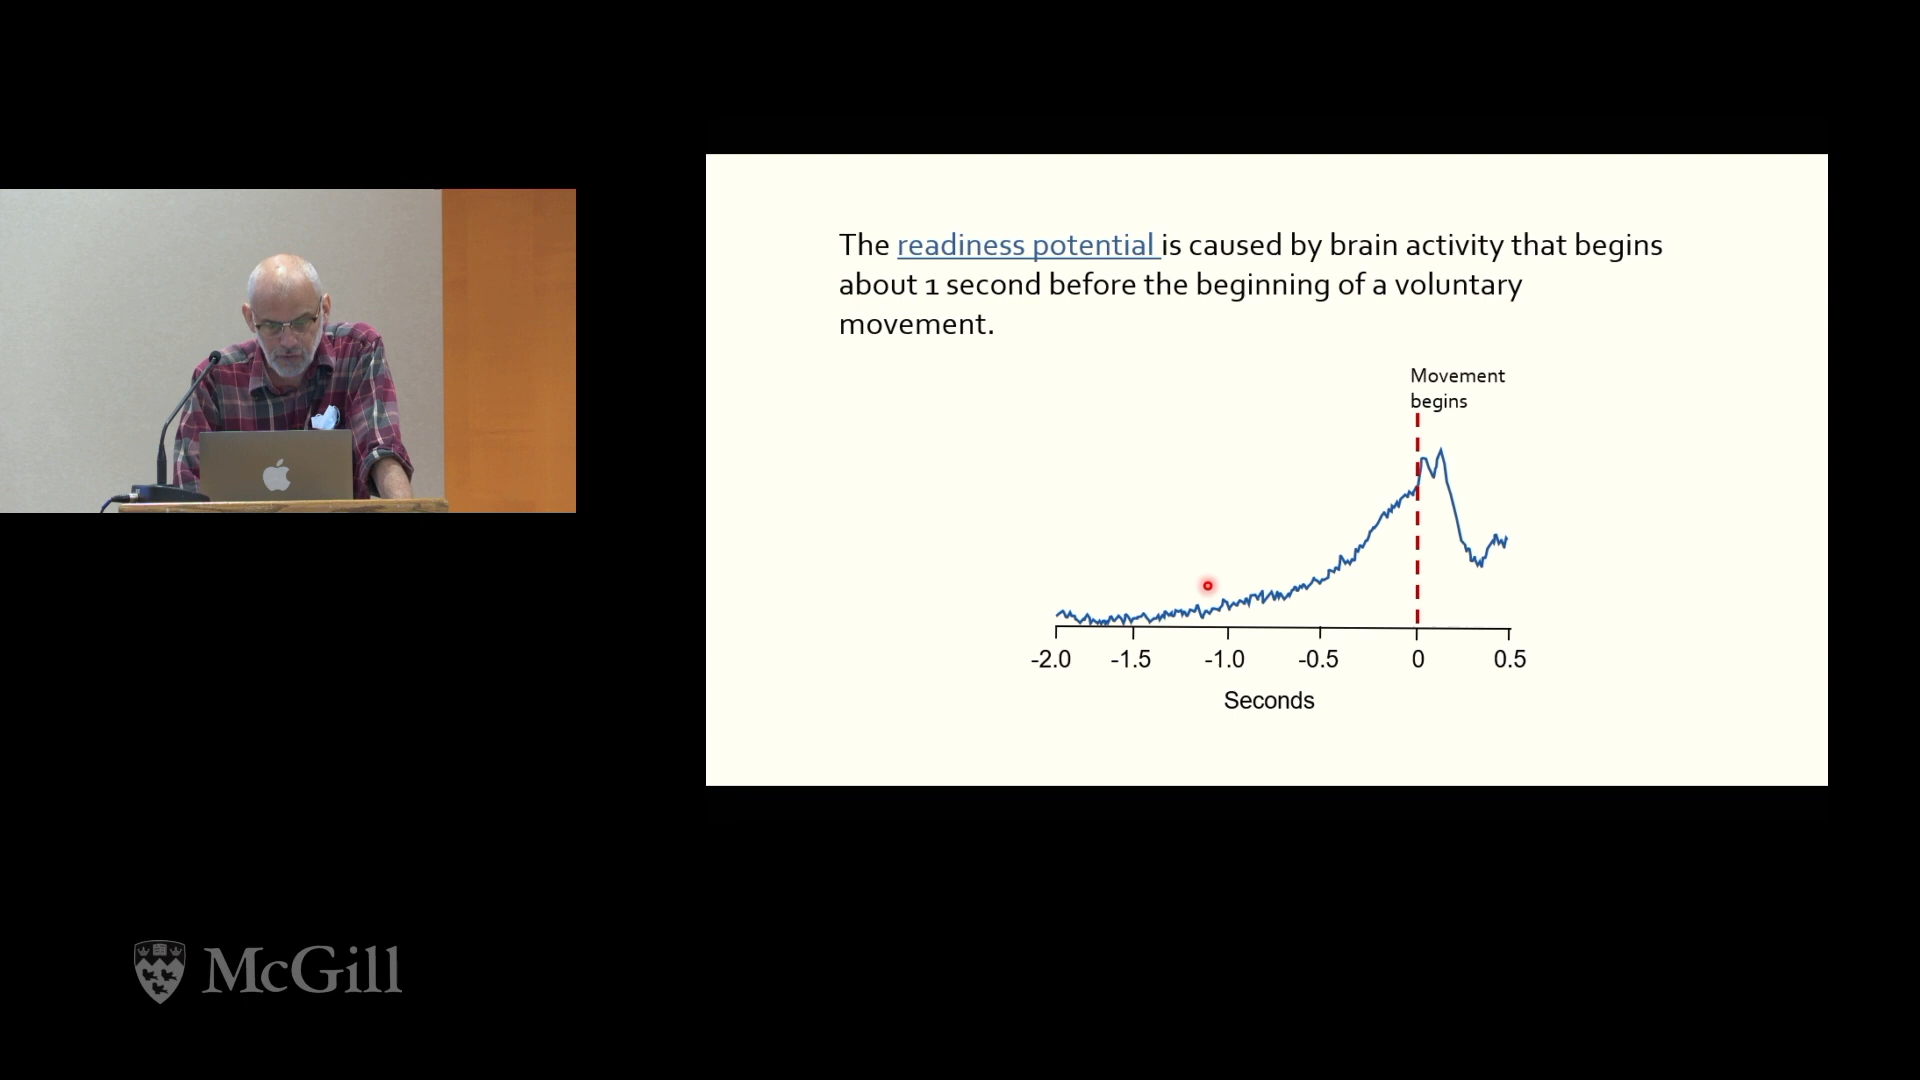 The readiness potential is caused by brain activity that begins
about 1 second before the beginning of a voluntary
movement.
Movement
begins
-2.0 -1.5 -1.0 -0.5 0 0.5
Seconds
McGill